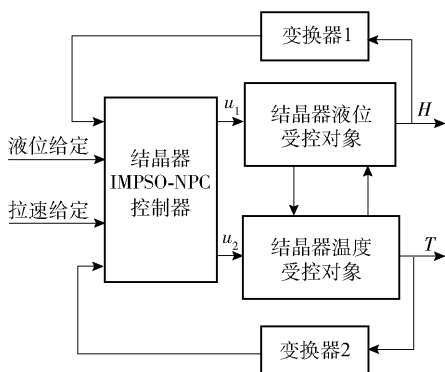 变换器1
u₁
结晶器液位
受控对象
H
液位给定
结晶器
IMPSO-NPC
控制器
拉速给定
u₂
结晶器温度
受控对象
T
变换器2